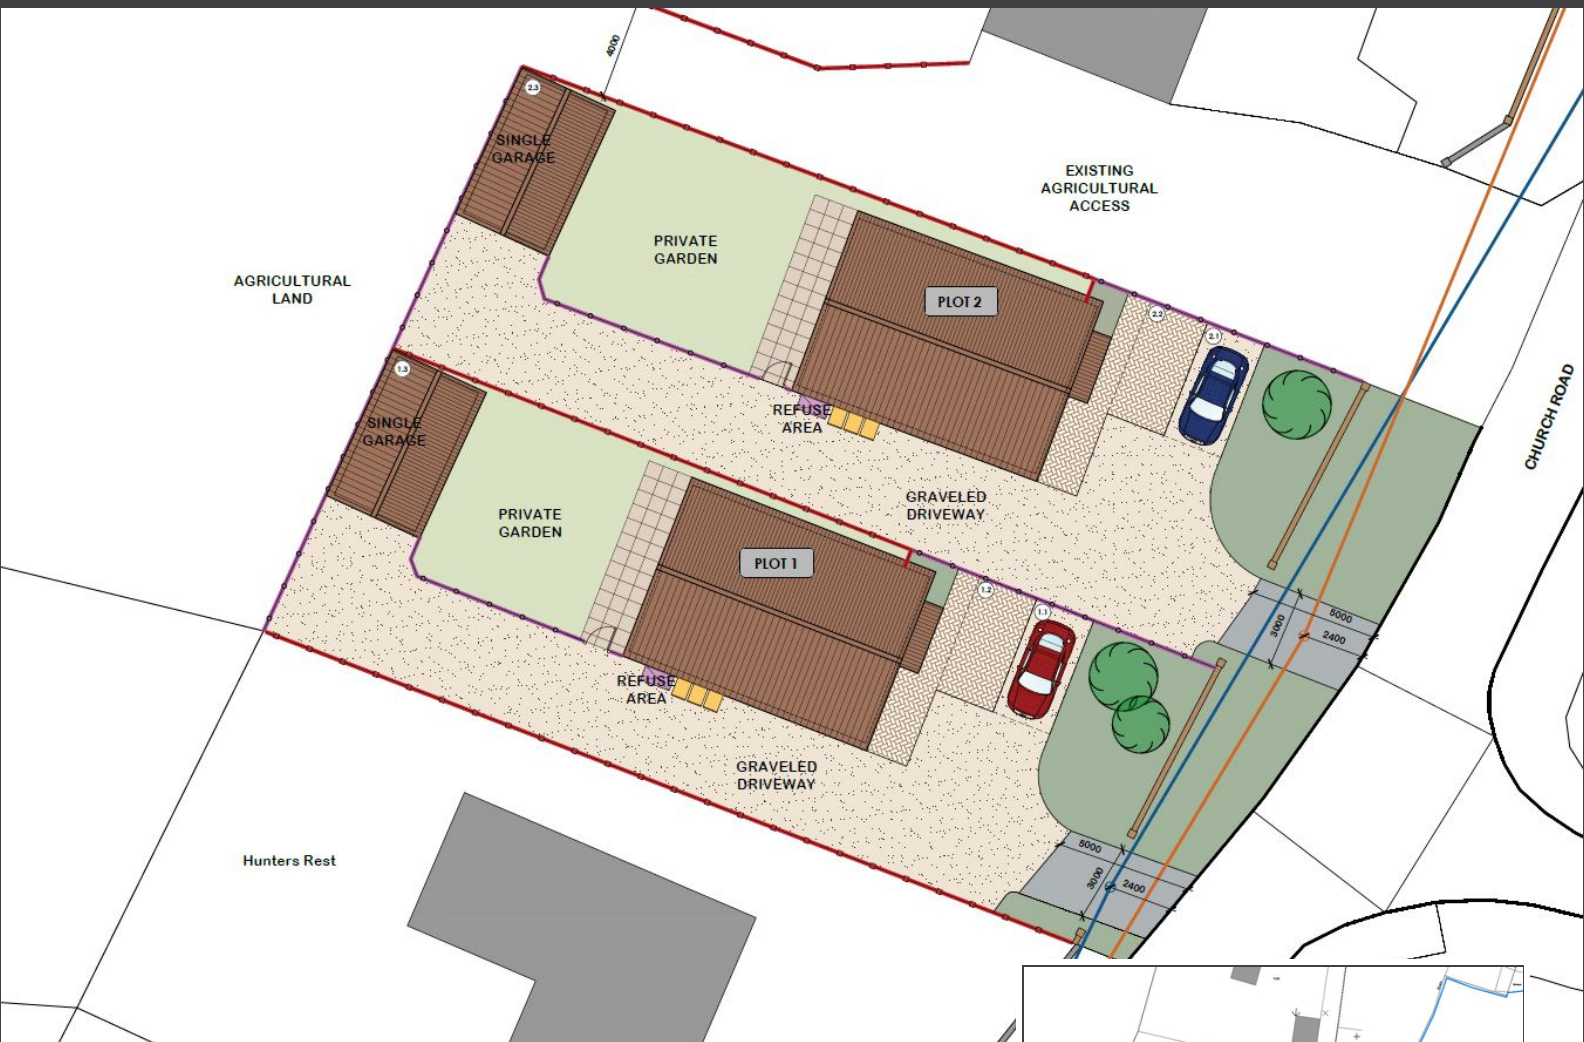 4000
2.3
SINGLE
GARAGE
EXISTING
AGRICULTURAL
ACCESS
PRIVATE
GARDEN
AGRICULTURAL
LAND
PLOT 2
2.2
2.1
1.3
CHURCH ROAD
REFUSE
AREA
SINGLE
GARAGE
GRAVELED
DRIVEWAY
PRIVATE
GARDEN
PLOT 1
1.2
1.1
5000
3000
2400
REFUSE
AREA
GRAVELED
DRIVEWAY
5000
3000
2400
Hunters Rest